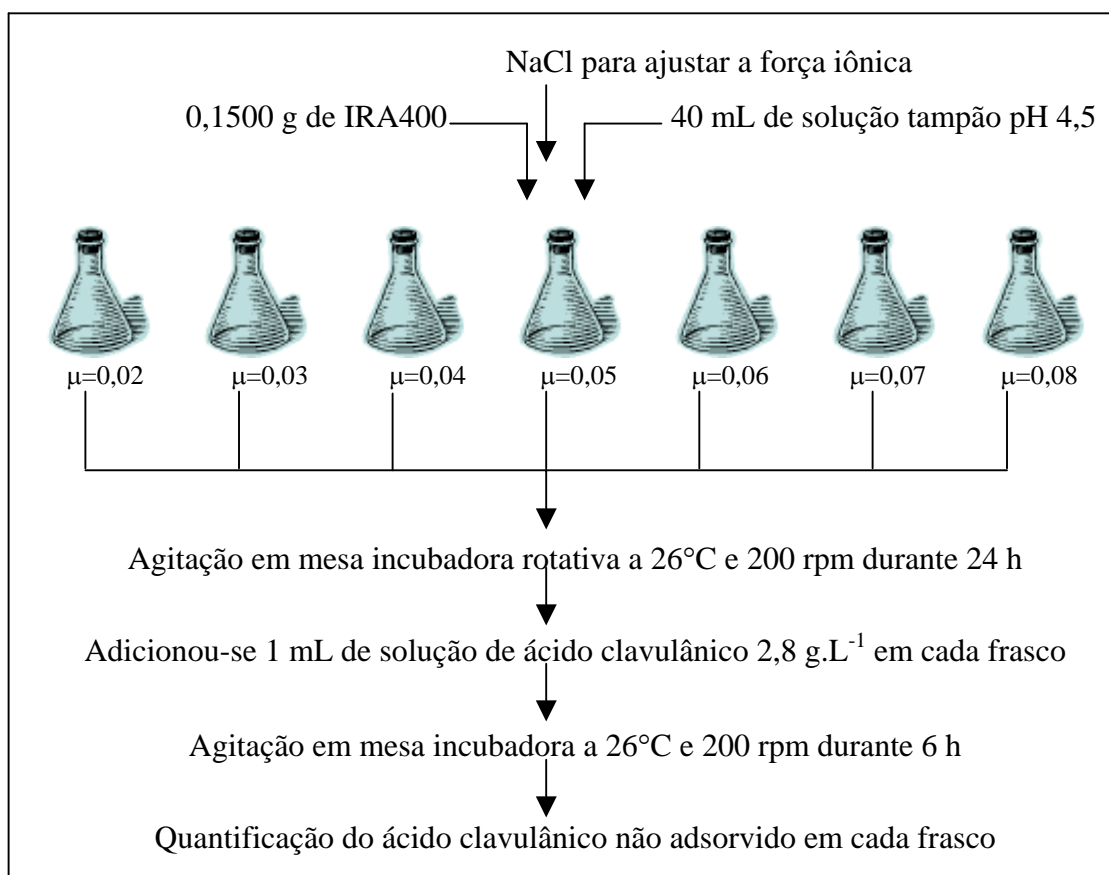 NaCl para ajustar a força iônica
0,1500 g de IRA400
40 mL de solução tampão pH 4,5
μ=0,02
μ=0,03
μ=0,04
μ=0,05
μ=0,06
μ=0,07
μ=0,08
Agitação em mesa incubadora rotativa a 26°C e 200 rpm durante 24 h
Adicionou-se 1 mL de solução de ácido clavulânico 2,8 g.L⁻¹ em cada frasco
Agitação em mesa incubadora a 26°C e 200 rpm durante 6 h
Quantificação do ácido clavulânico não adsorvido em cada frasco